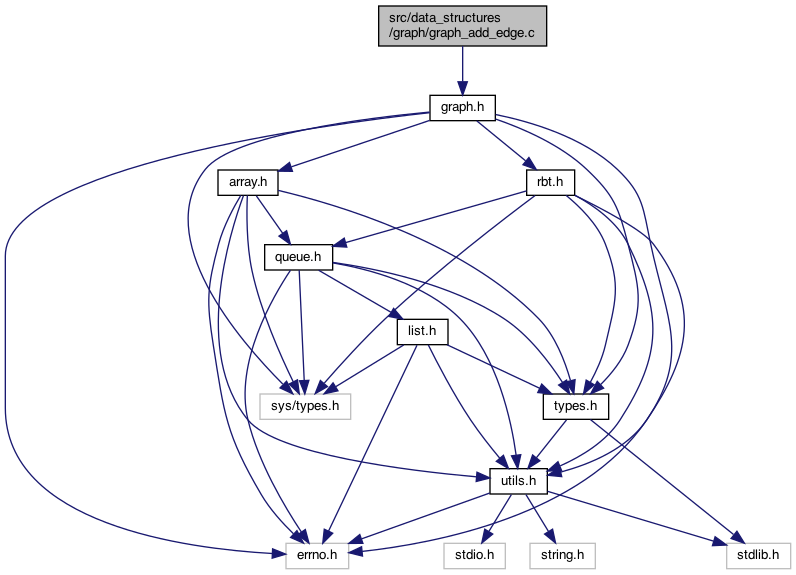 src/data_structures
/graph/graph_add_edge.c
graph.h
array.h
rbt.h
queue.h
list.h
sys/types.h
types.h
utils.h
errno.h
stdio.h
string.h
stdlib.h